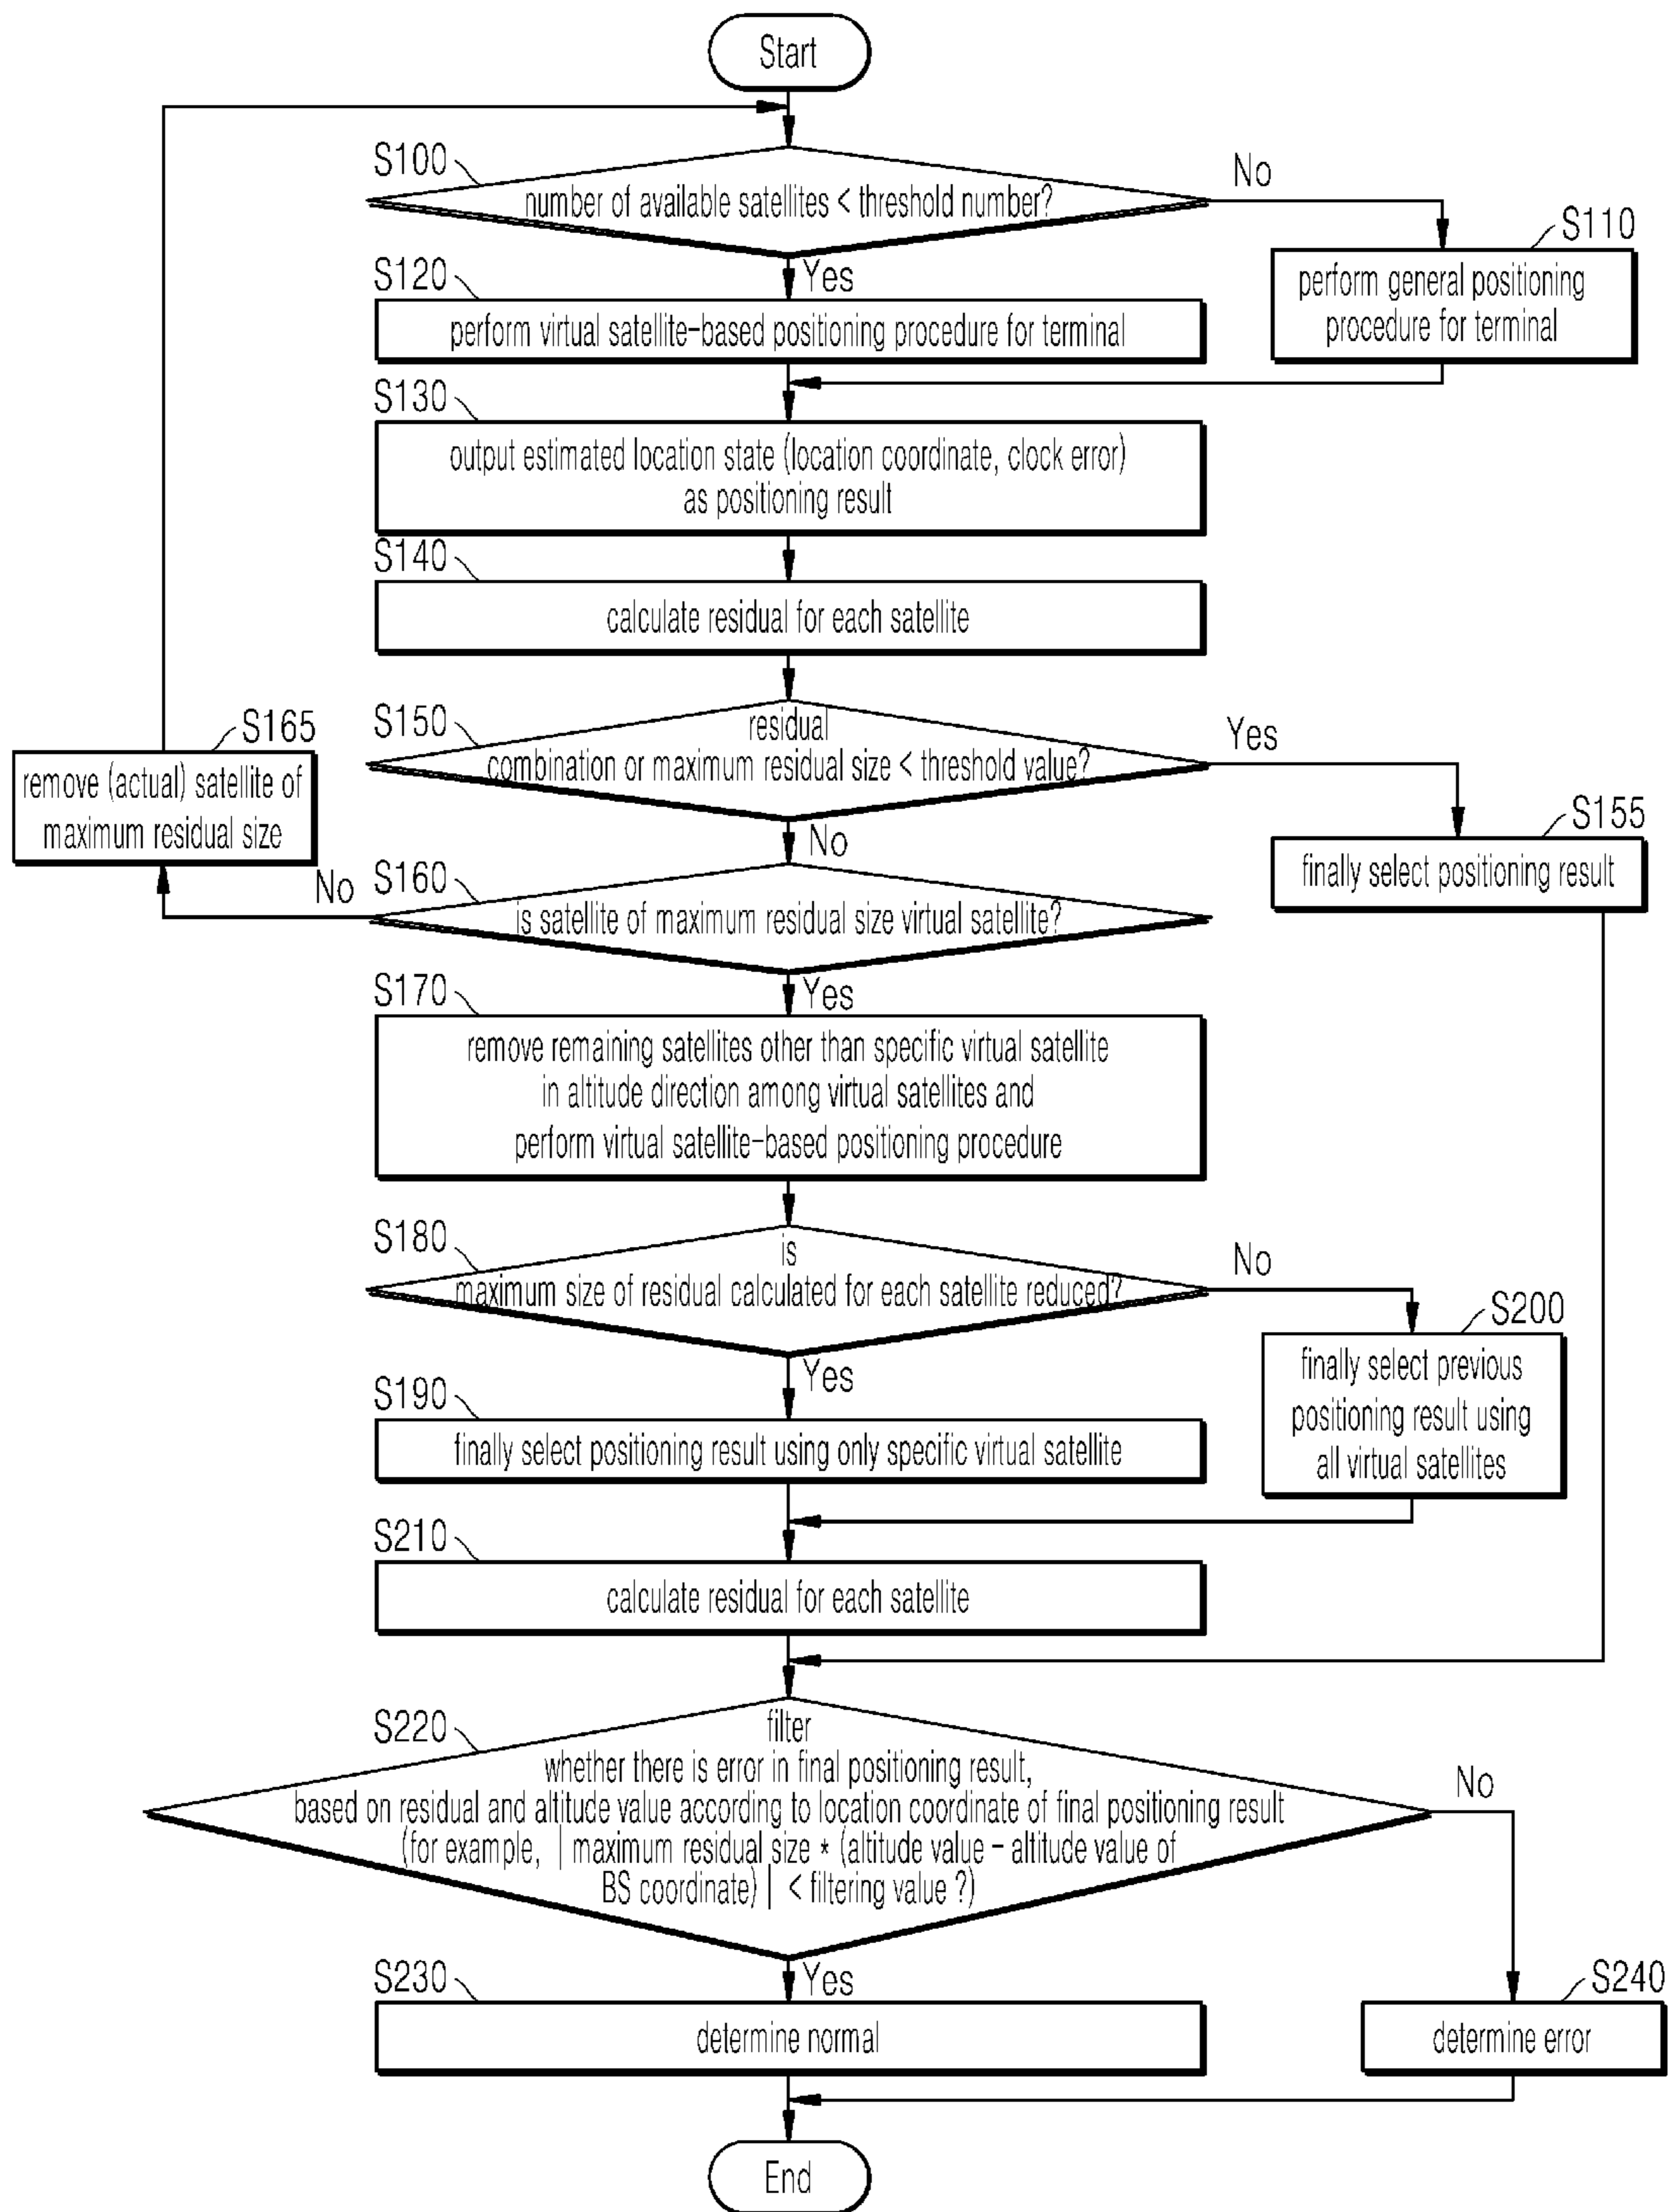 Start
S100
number of available satellites < threshold number?
No
S110
perform general positioning
procedure for terminal
Yes
S120
perform virtual satellite-based positioning procedure for terminal
S130
output estimated location state (location coordinate, clock error)
as positioning result
S140
calculate residual for each satellite
S150
residual
combination or maximum residual size < threshold value?
Yes
S155
finally select positioning result
S165
remove (actual) satellite of
maximum residual size
No
No
S160
is satellite of maximum residual size virtual satellite?
Yes
S170
remove remaining satellites other than specific virtual satellite
in altitude direction among virtual satellites and
perform virtual satellite-based positioning procedure
S180
is
maximum size of residual calculated for each satellite reduced?
No
S200
finally select previous
positioning result using
all virtual satellites
Yes
S190
finally select positioning result using only specific virtual satellite
S210
calculate residual for each satellite
S220
filter
whether there is error in final positioning result,
based on residual and altitude value according to location coordinate of final positioning result
(for example, | maximum residual size * (altitude value - altitude value of
BS coordinate) | < filtering value ?)
No
Yes
S230
determine normal
S240
determine error
End